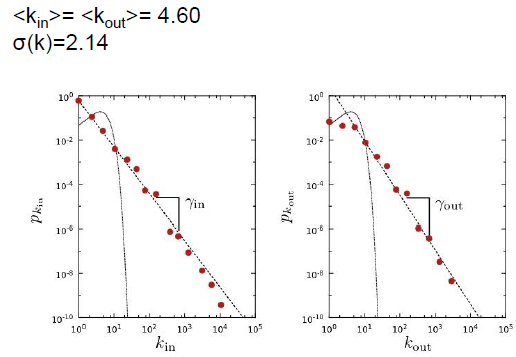 <k_in>= <k_out>= 4.60
σ(k)=2.14
10^0
10^-2
10^-4
10^-6
10^-8
10^-10
p_k_in
γ_in
10^0 10^1 10^2 10^3 10^4 10^5
k_in
10^0
10^-2
10^-4
10^-6
10^-8
10^-10
p_k_out
γ_out
10^0 10^1 10^2 10^3 10^4 10^5
k_out